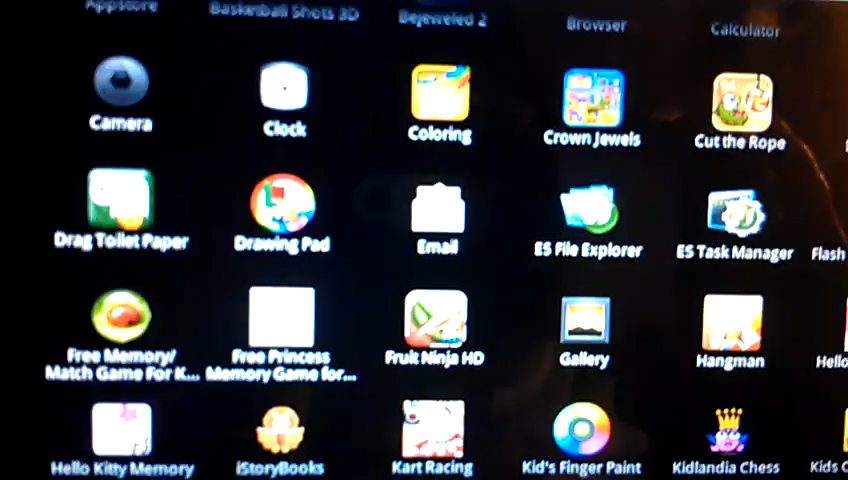 Appstore Basketball Shots 3D Bejeweled 2 Browser Calculator
Camera Clock Coloring Crown Jewels Cut the Rope
Drag Toilet Paper Drawing Pad Email ES File Explorer ES Task Manager Flash
Free Memory/ Free Princess Fruit Ninja HD Gallery Hangman Hello
Match Game For K... Memory Game for...
Hello Kitty Memory iStoryBooks Kart Racing Kid's Finger Paint Kidlandia Chess Kids